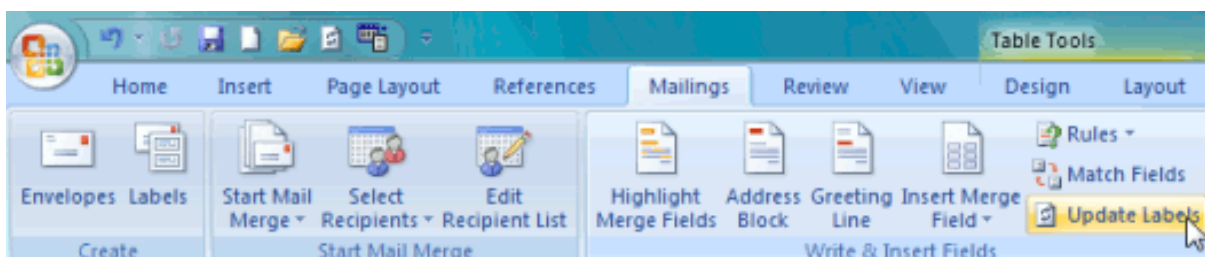 Table Tools
Home Insert Page Layout References Mailings Review View Design Layout
Envelopes Labels Start Mail Merge Select Recipients Edit Recipient List Highlight Merge Fields Address Block Greeting Line Insert Merge Field Rules
Match Fields
Update Labels
Create Start Mail Merge Write & Insert Fields